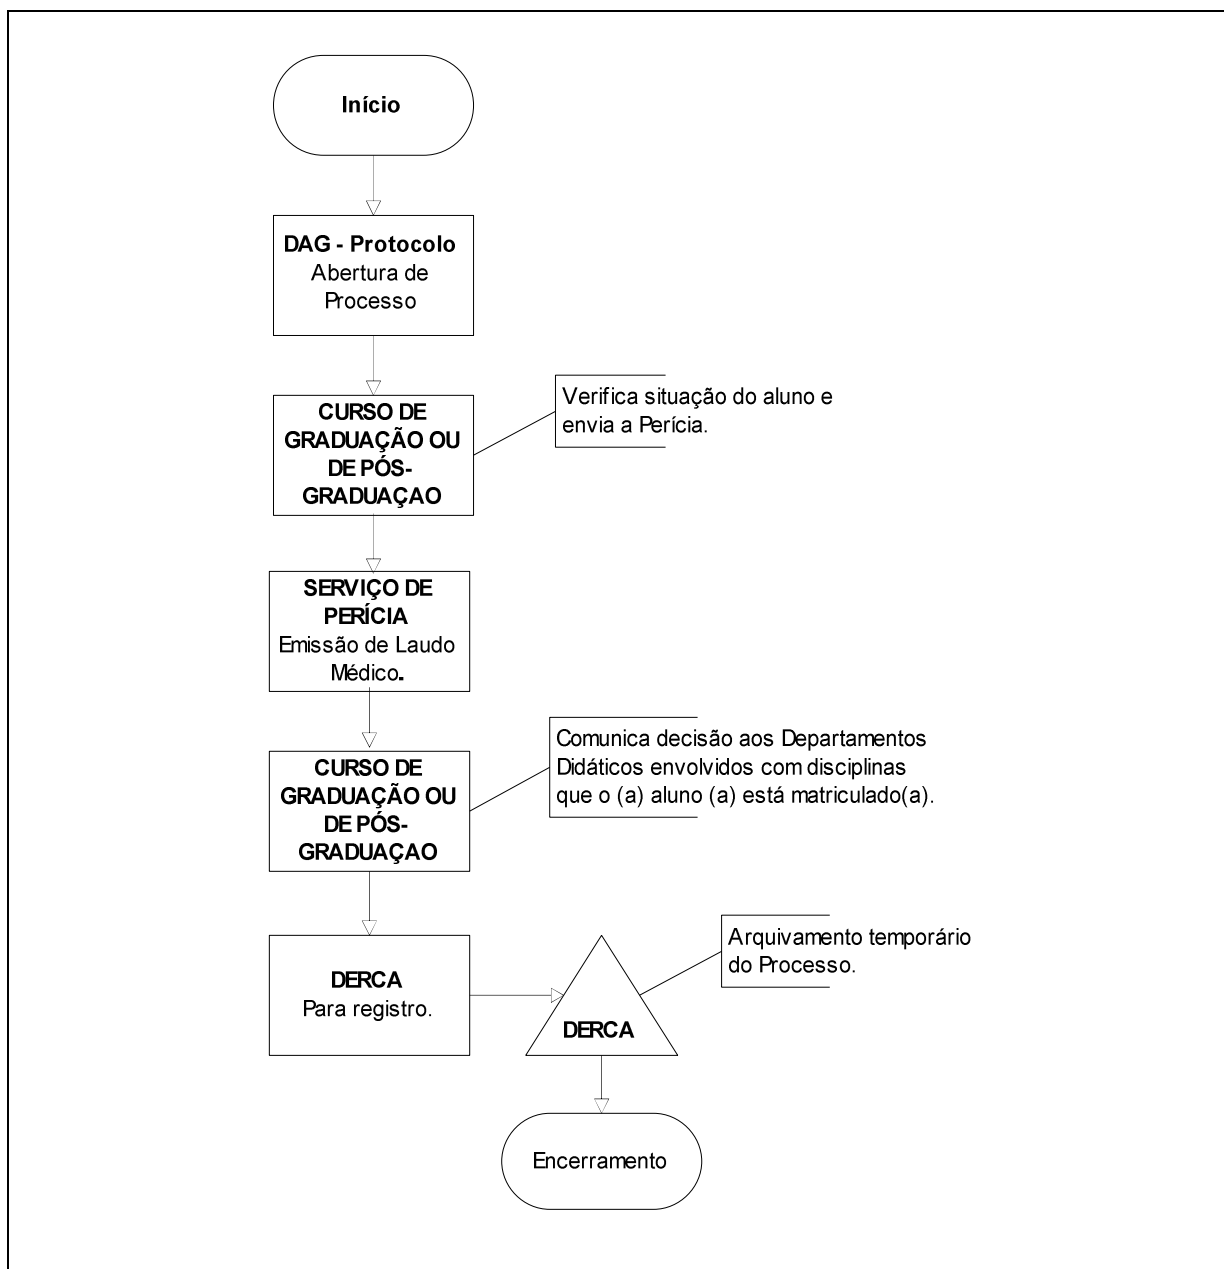 Início
DAG - Protocolo
Abertura de
Processo
CURSO DE
GRADUAÇÃO OU
DE PÓS-
GRADUAÇAO
Verifica situação do aluno e
envia a Perícia.
SERVIÇO DE
PERÍCIA
Emissão de Laudo
Médico.
CURSO DE
GRADUAÇÃO OU
DE PÓS-
GRADUAÇAO
Comunica decisão aos Departamentos
Didáticos envolvidos com disciplinas
que o (a) aluno (a) está matriculado(a).
DERCA
Para registro.
DERCA
Arquivamento temporário
do Processo.
Encerramento